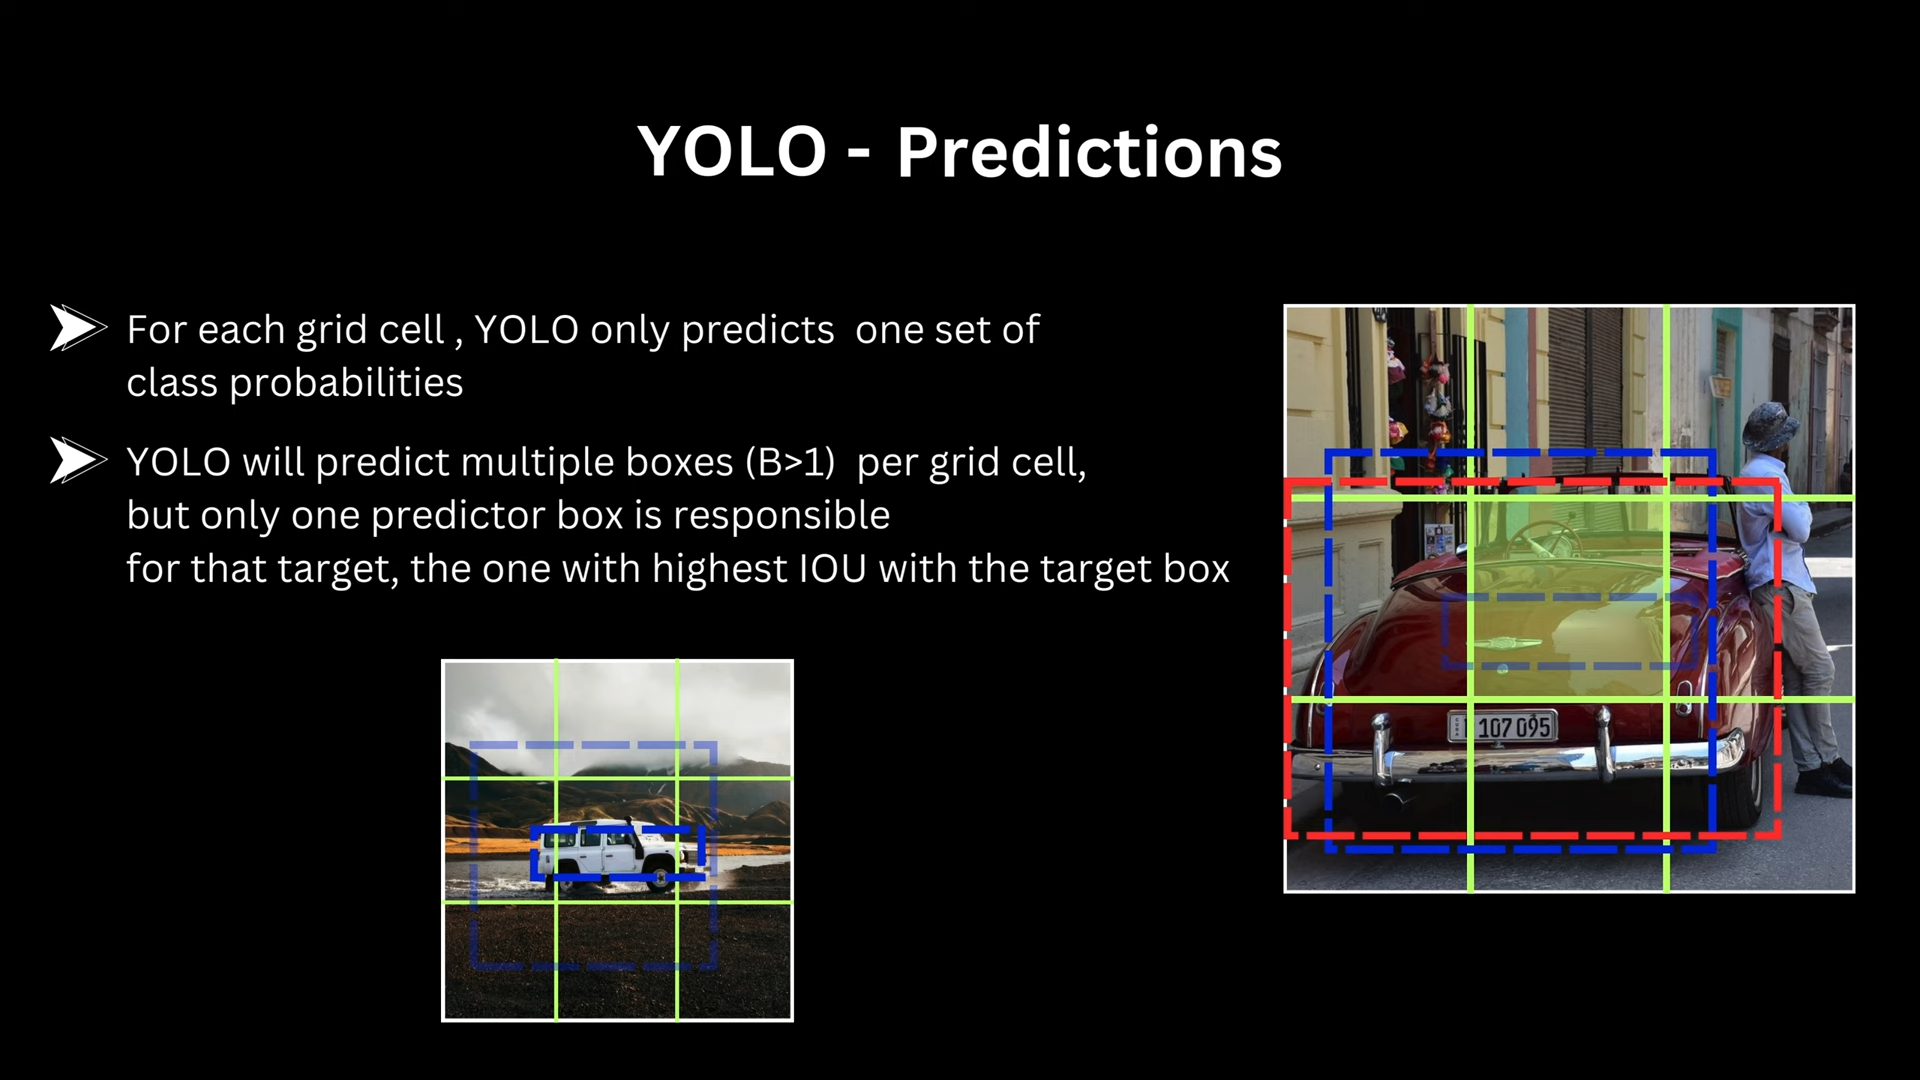 YOLO - Predictions
For each grid cell , YOLO only predicts  one set of
class probabilities
YOLO will predict multiple boxes (B>1)  per grid cell,
but only one predictor box is responsible
for that target, the one with highest IOU with the target box
107 095